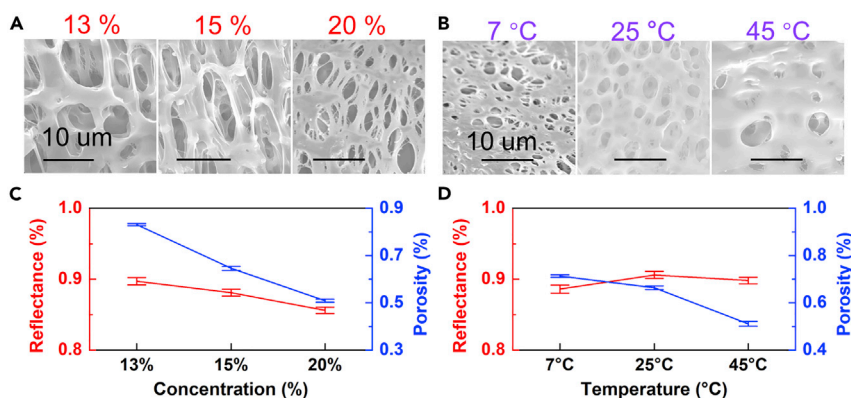 A
13 %
15 %
20 %
10 um
B
7 °C
25 °C
45 °C
10 um
C
Reflectance (%)
1.0
0.9
0.8
0.9
0.7
0.5
0.3
Porosity (%)
13%
15%
20%
Concentration (%)
D
Reflectance (%)
1.0
0.9
0.8
1.0
0.8
0.6
0.4
Porosity (%)
7°C
25°C
45°C
Temperature (°C)